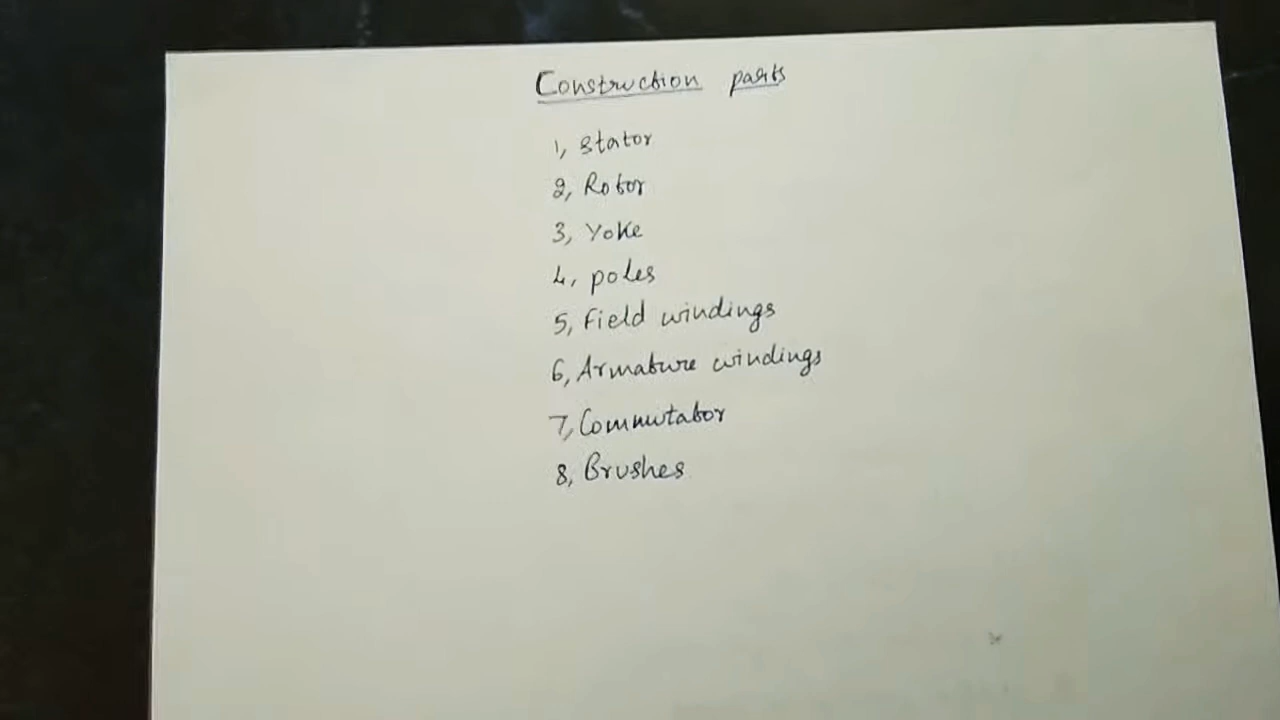 Construction parts
1, Stator
2, Rotor
3, Yoke
4, poles
5, Field windings
6, Armature windings
7, Commutator
8, Brushes